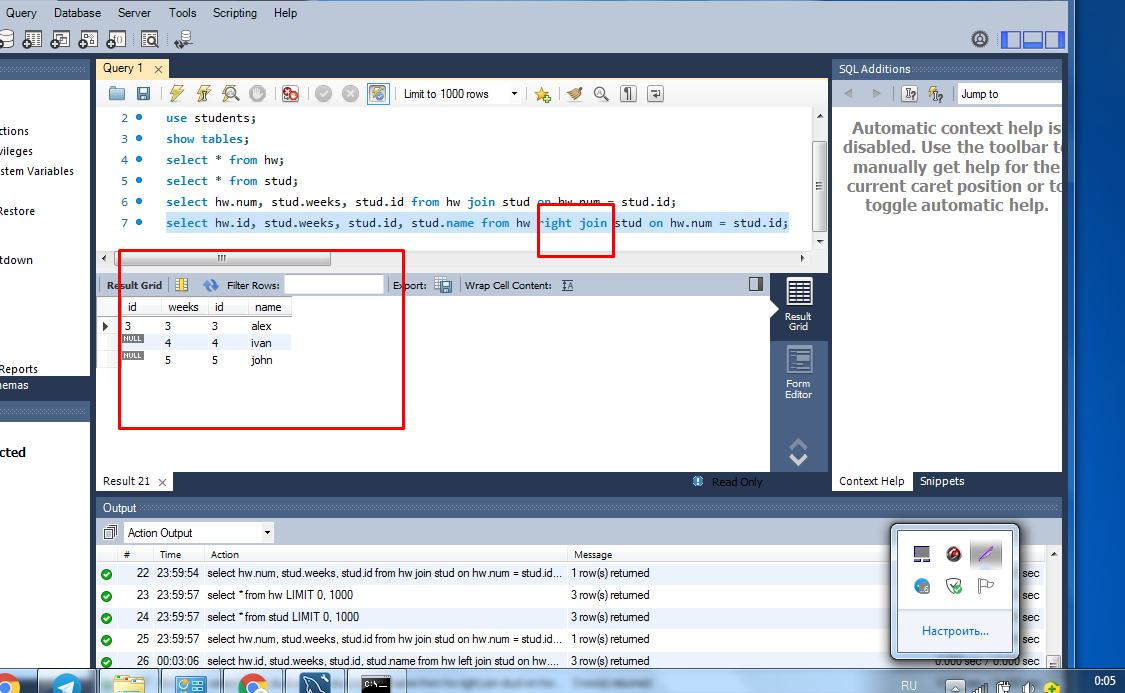 Query Database Server Tools Scripting Help
Query 1
SQL Additions
Limit to 1000 rows
Jump to
2 use students;
3 show tables;
4 select * from hw;
5 select * from stud;
6 select hw.num, stud.weeks, stud.id from hw join stud on hw.num = stud.id;
7 select hw.id, stud.weeks, stud.id, stud.name from hw right join stud on hw.num = stud.id;
Automatic context help is
disabled. Use the toolbar to
manually get help for the
current caret position or to
toggle automatic help.
ctions
vileges
stem Variables
Restore
tdown
Reports
hemas
cted
Result Grid Filter Rows: Export: Wrap Cell Content:
id weeks id name
3 3 3 alex
NULL 4 4 ivan
NULL 5 5 john
Result
Grid
Form
Editor
Result 21
Read Only
Context Help Snippets
Output
Action Output
# Time Action Message
22 23:59:54 select hw.num, stud.weeks, stud.id from hw join stud on hw.num = stud.id... 1 row(s) returned sec
23 23:59:57 select * from hw LIMIT 0, 1000 3 row(s) returned sec
24 23:59:57 select * from stud LIMIT 0, 1000 3 row(s) returned sec
25 23:59:57 select hw.num, stud.weeks, stud.id from hw join stud on hw.num = stud.id... 1 row(s) returned sec
26 00:03:06 select hw.id, stud.weeks, stud.id, stud.name from hw left join stud on hw.... 3 row(s) returned 0.000 sec / 0.000 sec
Настроить...
RU
0:05